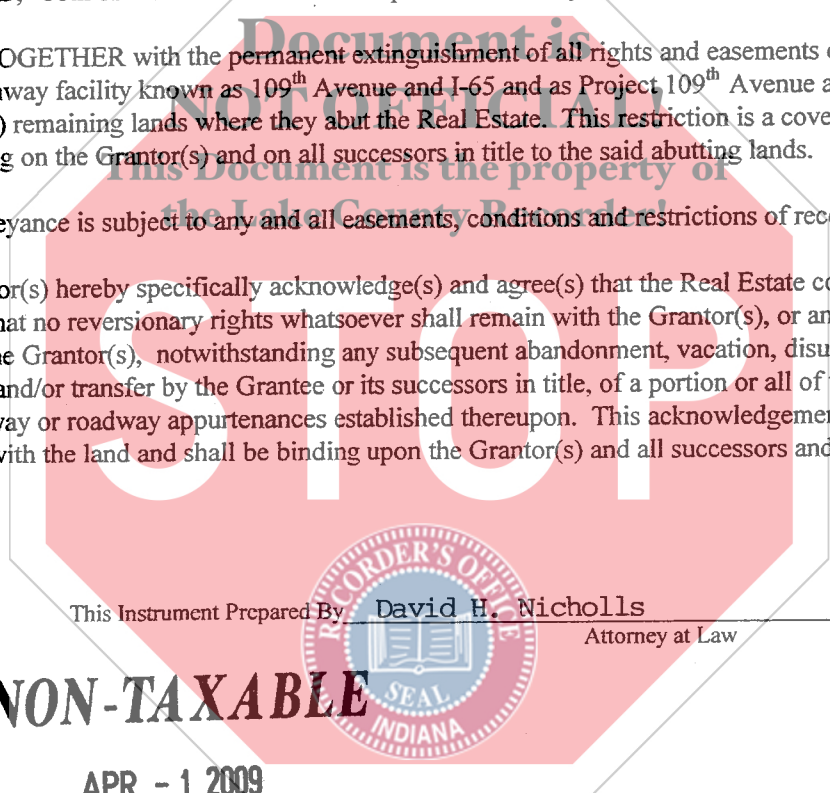 Document is
OGETHER with the permanent extinguishment of all rights and easements
way facility known as 109th Avenue and I-65 and as Project 109th Avenue
NOT OFFICIAL!
) remaining lands where they abut the Real Estate. This restriction is a cove
g on the Grantor(s) and on all successors in title to the said abutting lands.
This Document is the property of
the Lake County Recorder!
eyance is subject to any and all easements, conditions and restrictions of rec
or(s) hereby specifically acknowledge(s) and agree(s) that the Real Estate co
hat no reversionary rights whatsoever shall remain with the Grantor(s), or an
e Grantor(s), notwithstanding any subsequent abandonment, vacation, disu
and/or transfer by the Grantee or its successors in title, of a portion or all of
vay or roadway appurtenances established thereupon. This acknowledgemen
with the land and shall be binding upon the Grantor(s) and all successors and
STOP
This Instrument Prepared By David H. Nicholls
Attorney at Law
RECORDER'S OFFICE
SEAL
INDIANA
NON-TAXABLE
APR - 1 2009